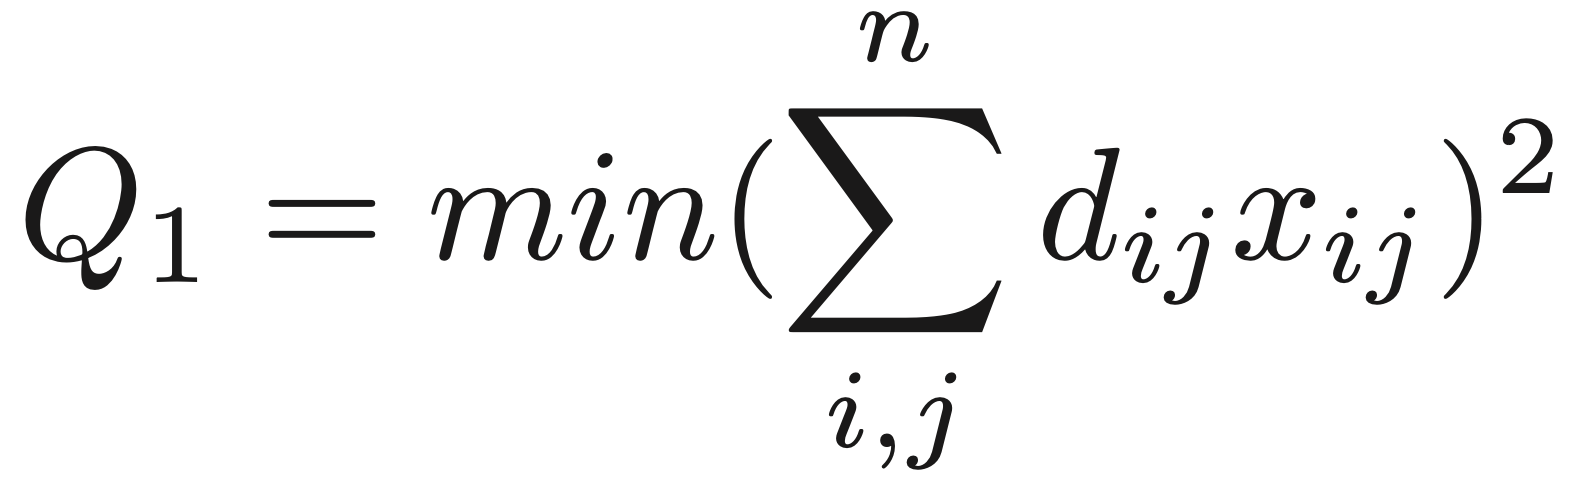 Q_1 = min(\sum_{i,j}^{n} d_{ij} x_{ij})^2